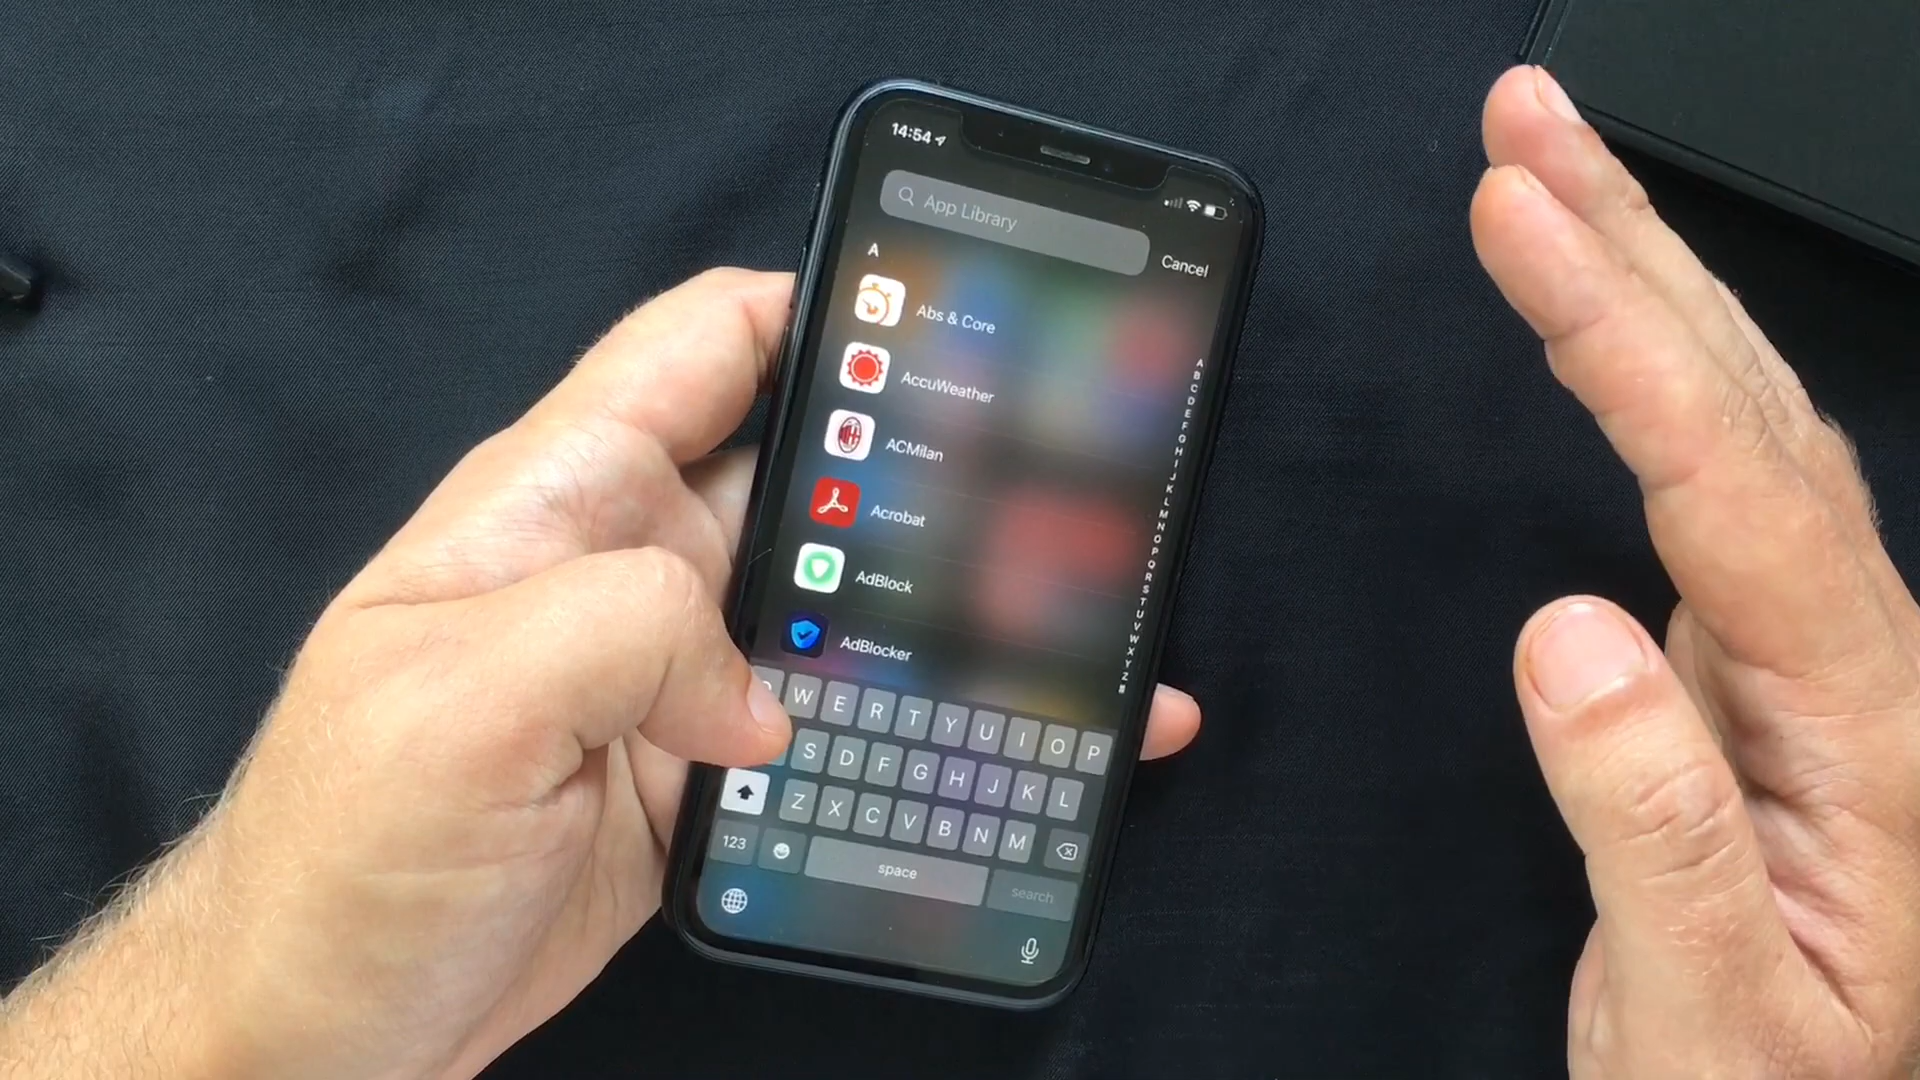 14:54
App Library
Cancel
A
Abs & Core
AccuWeather
ACMilan
Acrobat
AdBlock
AdBlocker
A
B
C
D
E
F
G
H
I
J
K
L
M
N
O
P
Q
R
S
T
U
V
W
X
Y
Z
#
W E R T Y U I O P
S D F G H J K L
Z X C V B N M
123 space search